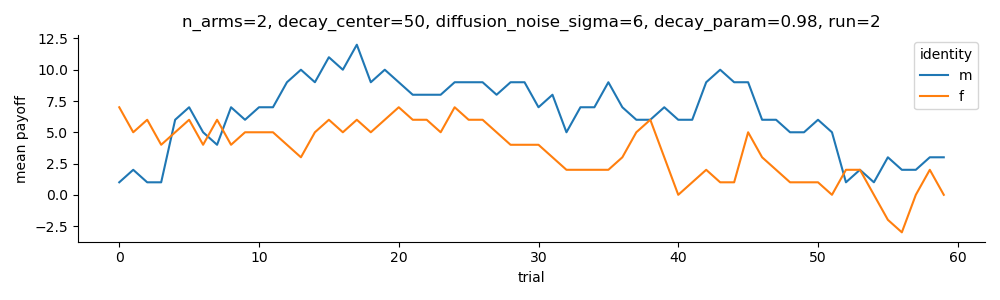 n_arms=2, decay_center=50, diffusion_noise_sigma=6, decay_param=0.98, run=2
12.5
10.0
7.5
5.0
2.5
0.0
−2.5
mean payoff
identity
m
f
0 10 20 30 40 50 60
trial